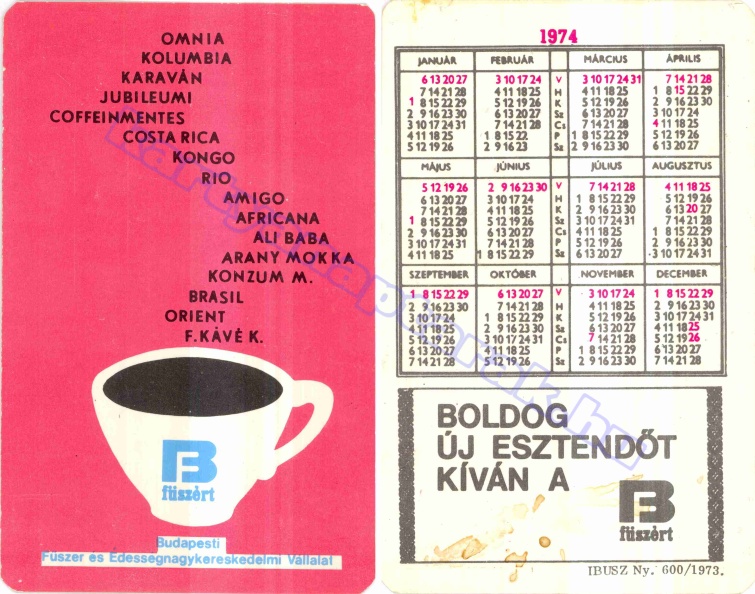 OMNIA
KOLUMBIA
KARAVÁN
JUBILEUMI
COFFEINMENTES
COSTA RICA
KONGO
RIO
AMIGO
AFRICANA
ALI BABA
ARANY MOKKA
KONZUM M.
BRASIL
ORIENT
F. KÁVÉ K.
B
füszért
Budapesti
Fűszer es Edességnagykereskedelmi Vállalat
kartyanaptarak.hu
1974
JANUÁR FEBRUÁR MÁRCIUS ÁPRILIS
6 13 20 27 3 10 17 24 V 3 10 17 24 31 7 14 21 28
7 14 21 28 4 11 18 25 H 4 11 18 25 1 8 15 22 29
1 8 15 22 29 5 12 19 26 K 5 12 19 26 2 9 16 23 30
2 9 16 23 30 6 13 20 27 Sz 6 13 20 27 3 10 17 24
3 10 17 24 31 7 14 21 28 Cs 7 14 21 28 4 11 18 25
4 11 18 25 1 8 15 22 P 1 8 15 22 29 5 12 19 26
5 12 19 26 2 9 16 23 Sz 2 9 16 23 30 6 13 20 27
MÁJUS JÚNIUS JÚLIUS AUGUSZTUS
5 12 19 26 2 9 16 23 30 V 7 14 21 28 4 11 18 25
6 13 20 27 3 10 17 24 H 1 8 15 22 29 5 12 19 26
7 14 21 28 4 11 18 25 K 2 9 16 23 30 6 13 20 27
1 8 15 22 29 5 12 19 26 Sz 3 10 17 24 31 7 14 21 28
2 9 16 23 30 6 13 20 27 Cs 4 11 18 25 1 8 15 22 29
3 10 17 24 31 7 14 21 28 P 5 12 19 26 2 9 16 23 30
4 11 18 25 1 8 15 22 29 Sz 6 13 20 27 3 10 17 24 31
SZEPTEMBER OKTÓBER NOVEMBER DECEMBER
1 8 15 22 29 6 13 20 27 V 3 10 17 24 1 8 15 22 29
2 9 16 23 30 7 14 21 28 H 4 11 18 25 2 9 16 23 30
3 10 17 24 1 8 15 22 29 K 5 12 19 26 3 10 17 24 31
4 11 18 25 2 9 16 23 30 Sz 6 13 20 27 4 11 18 25
5 12 19 26 3 10 17 24 31 Cs 7 14 21 28 5 12 19 26
6 13 20 27 4 11 18 25 P 1 8 15 22 29 6 13 20 27
7 14 21 28 5 12 19 26 Sz 2 9 16 23 30 7 14 21 28
BOLDOG
ÚJ ESZTENDŐT
KÍVÁN A
B
füszért
IBUSZ Ny. 600/1973.